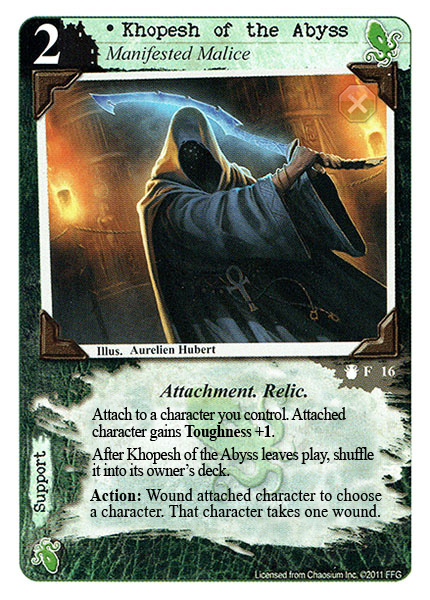 2
• Khopesh of the Abyss
Manifested Malice
Illus. Aurelien Hubert
F 16
Attachment. Relic.
Attach to a character you control. Attached
character gains Toughness +1.
After Khopesh of the Abyss leaves play, shuffle
it into its owner's deck.
Action: Wound attached character to choose
a character. That character takes one wound.
Support
Licensed from Chaosium Inc. ©2011 FFG